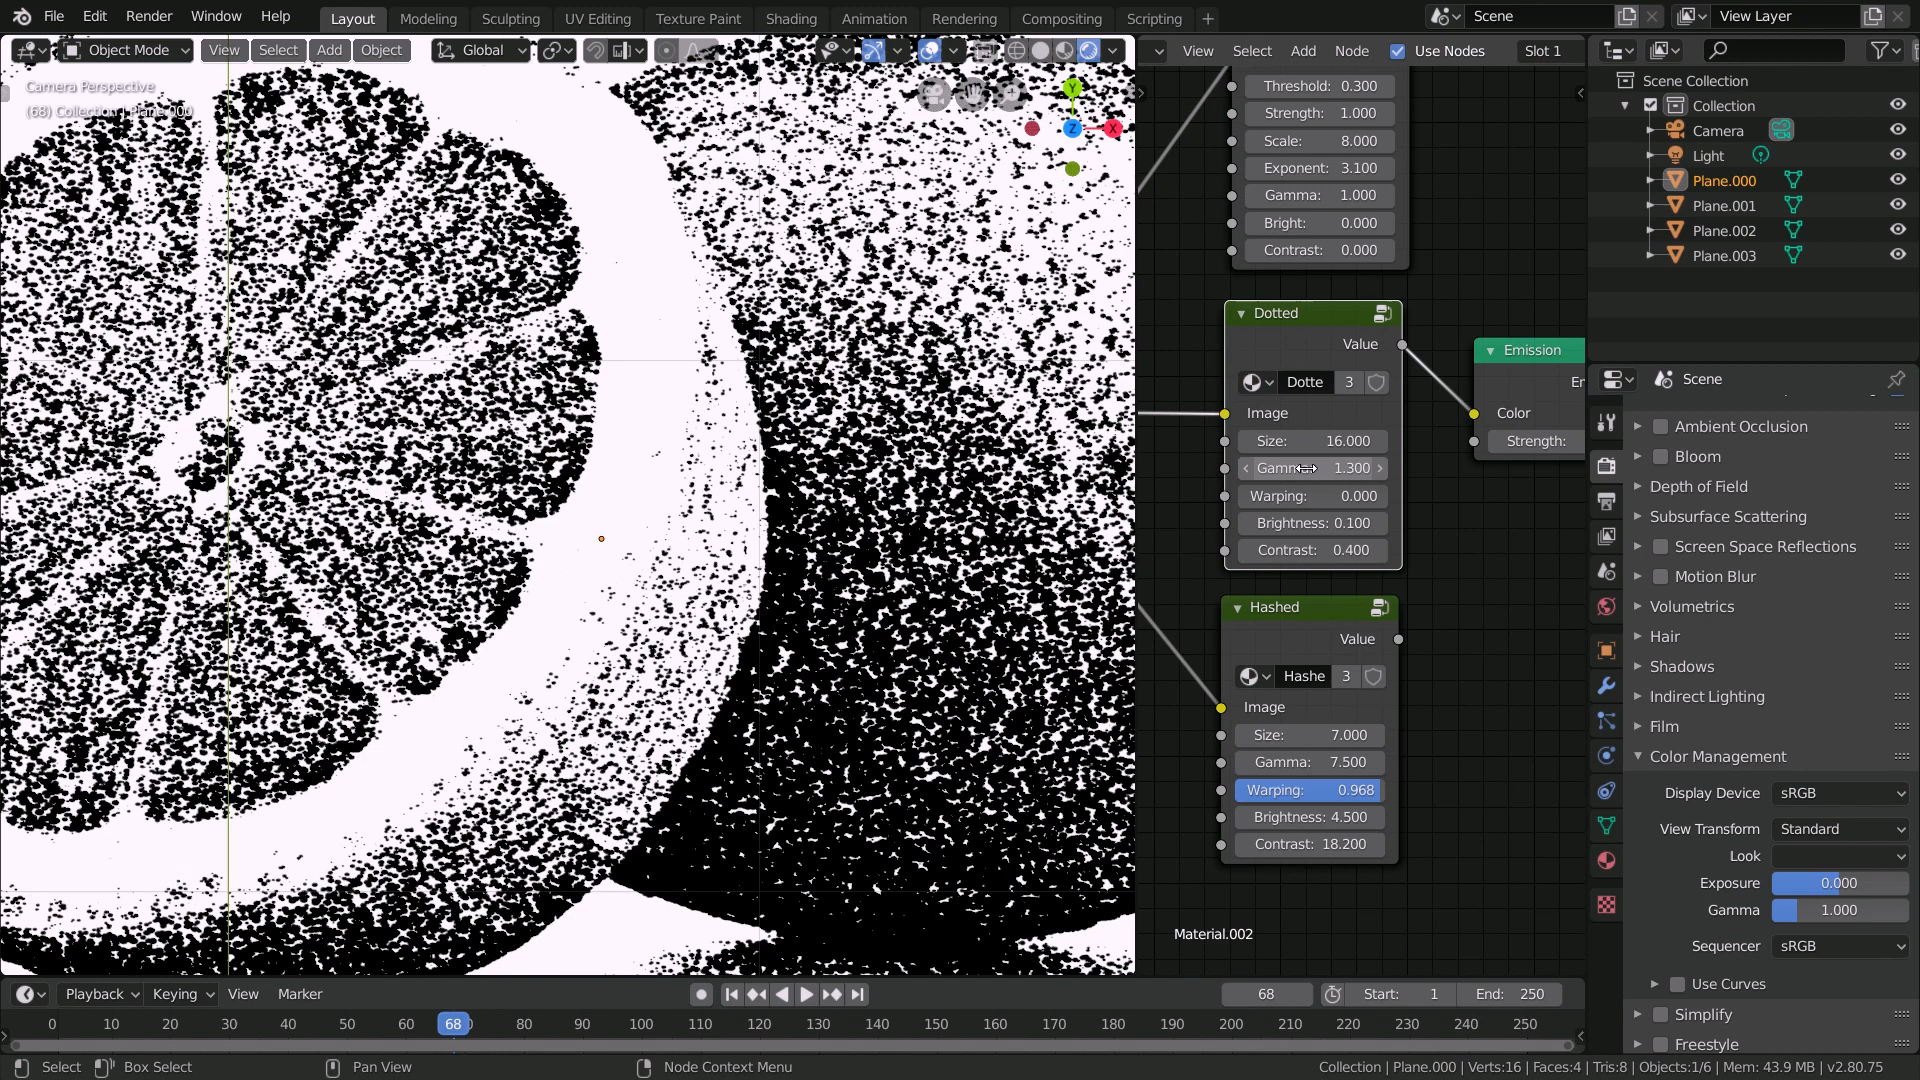 File Edit Render Window Help Layout Modeling Sculpting UV Editing Texture Paint Shading Animation Rendering Compositing Scripting + Scene View Layer
Object Mode View Select Add Object Global View Select Add Node Use Nodes Slot 1
Camera Perspective
(68) Collection | Plane.000
Y
Z
X
Threshold: 0.300
Strength: 1.000
Scale: 8.000
Exponent: 3.100
Gamma: 1.000
Bright: 0.000
Contrast: 0.000
Dotted
Value
Dotte 3
Image
Size: 16.000
Gamm 1.300
Warping: 0.000
Brightness: 0.100
Contrast: 0.400
Emission
Er
Color
Strength:
Hashed
Value
Hashe 3
Image
Size: 7.000
Gamma: 7.500
Warping: 0.968
Brightness: 4.500
Contrast: 18.200
Material.002
Scene Collection
Collection
Camera
Light
Plane.000
Plane.001
Plane.002
Plane.003
Scene
Ambient Occlusion
Bloom
Depth of Field
Subsurface Scattering
Screen Space Reflections
Motion Blur
Volumetrics
Hair
Shadows
Indirect Lighting
Film
Color Management
Display Device sRGB
View Transform Standard
Look
Exposure 0.000
Gamma 1.000
Sequencer sRGB
Use Curves
Simplify
Freestyle
Playback Keying View Marker 68 Start: 1 End: 250
0 10 20 30 40 50 60 68 80 90 100 110 120 130 140 150 160 170 180 190 200 210 220 230 240 250
Select Box Select Pan View Node Context Menu Collection | Plane.000 | Verts:16 | Faces:4 | Tris:8 | Objects:1/6 | Mem: 43.9 MB | v2.80.75